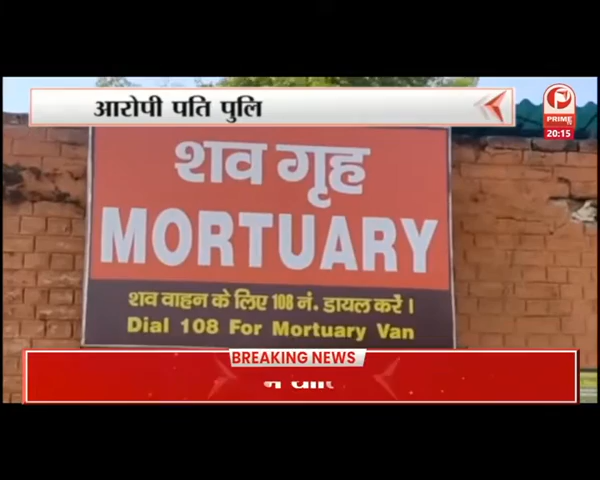 आरोपी पति पुलि
PRIME
20:15
शव गृह
MORTUARY
शव वाहन के लिए 108 नं. डायल करें।
Dial 108 For Mortuary Van
BREAKING NEWS